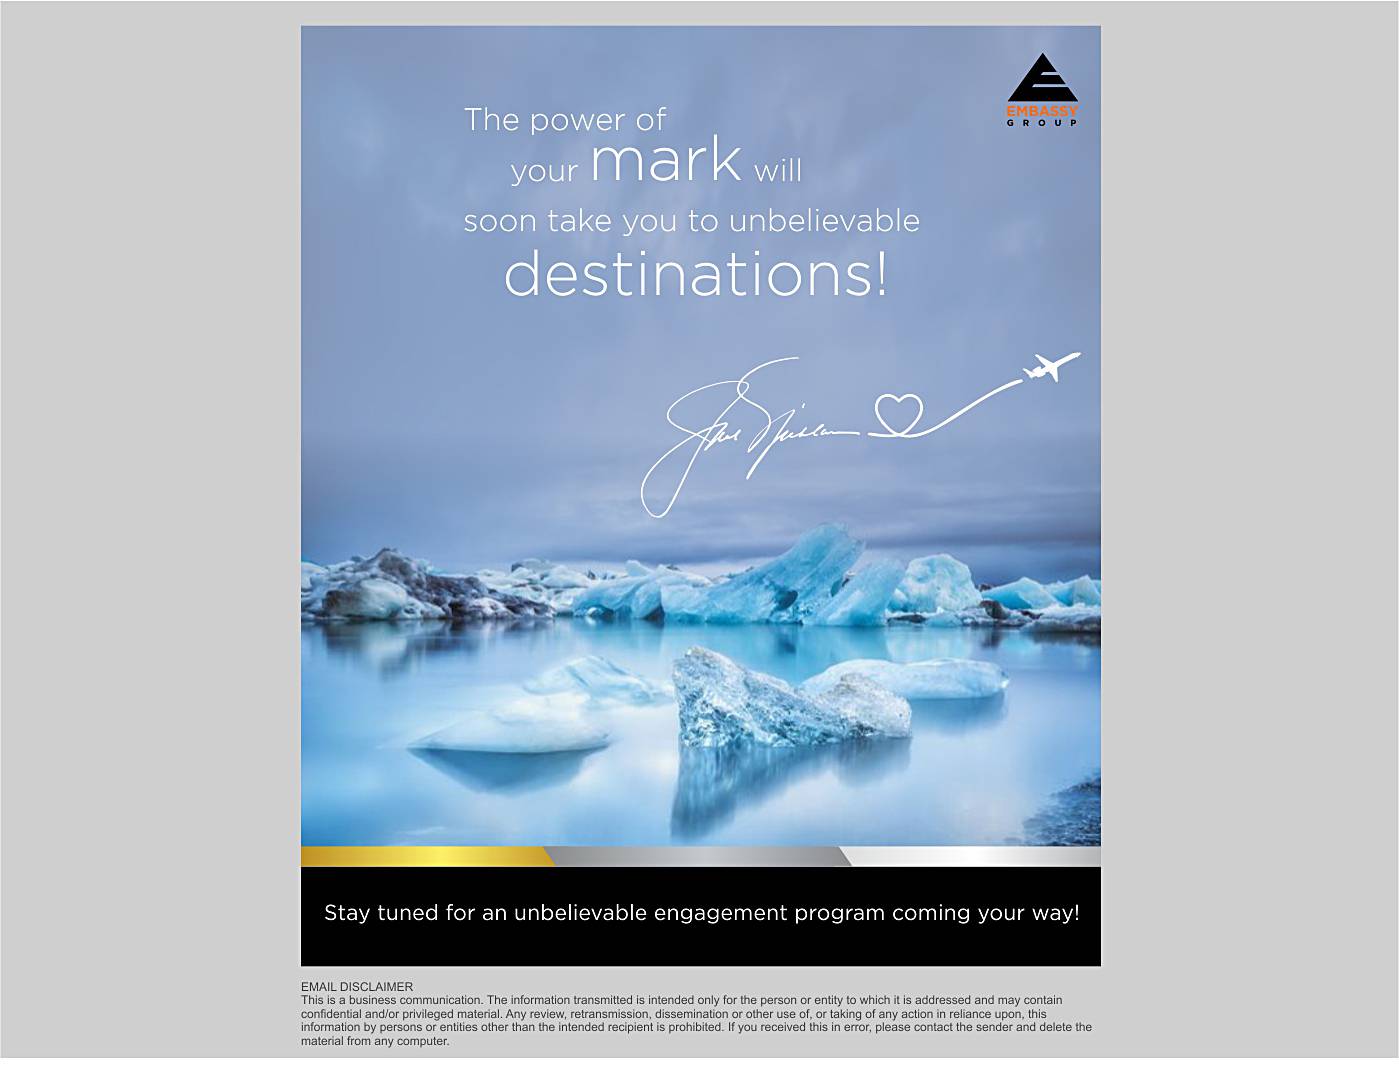 EMBASSY
GROUP
The power of
your mark will
soon take you to unbelievable
destinations!
Stay tuned for an unbelievable engagement program coming your way!
EMAIL DISCLAIMER
This is a business communication. The information transmitted is intended only for the person or entity to which it is addressed and may contain
confidential and/or privileged material. Any review, retransmission, dissemination or other use of, or taking of any action in reliance upon, this
information by persons or entities other than the intended recipient is prohibited. If you received this in error, please contact the sender and delete the
material from any computer.